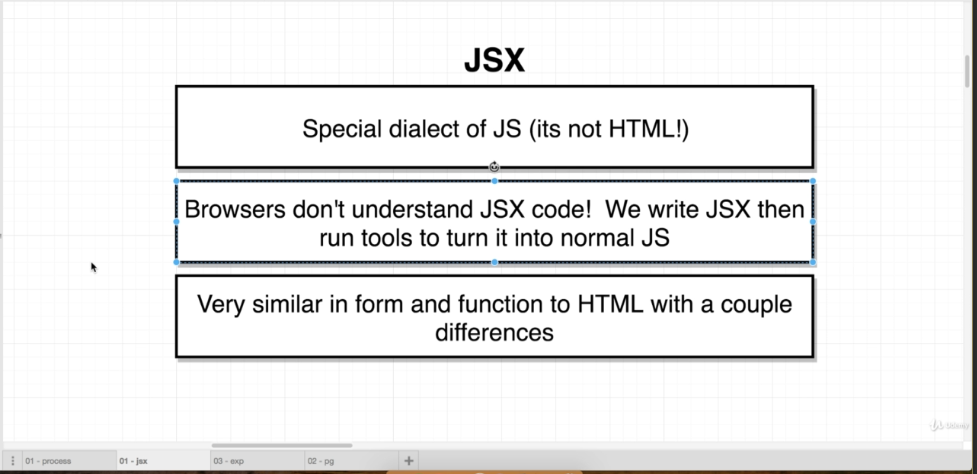 JSX
Special dialect of JS (its not HTML!)
Browsers don't understand JSX code!  We write JSX then
run tools to turn it into normal JS
Very similar in form and function to HTML with a couple
differences
Udemy
01 - process
01 - jsx
03 - exp
02 - pg